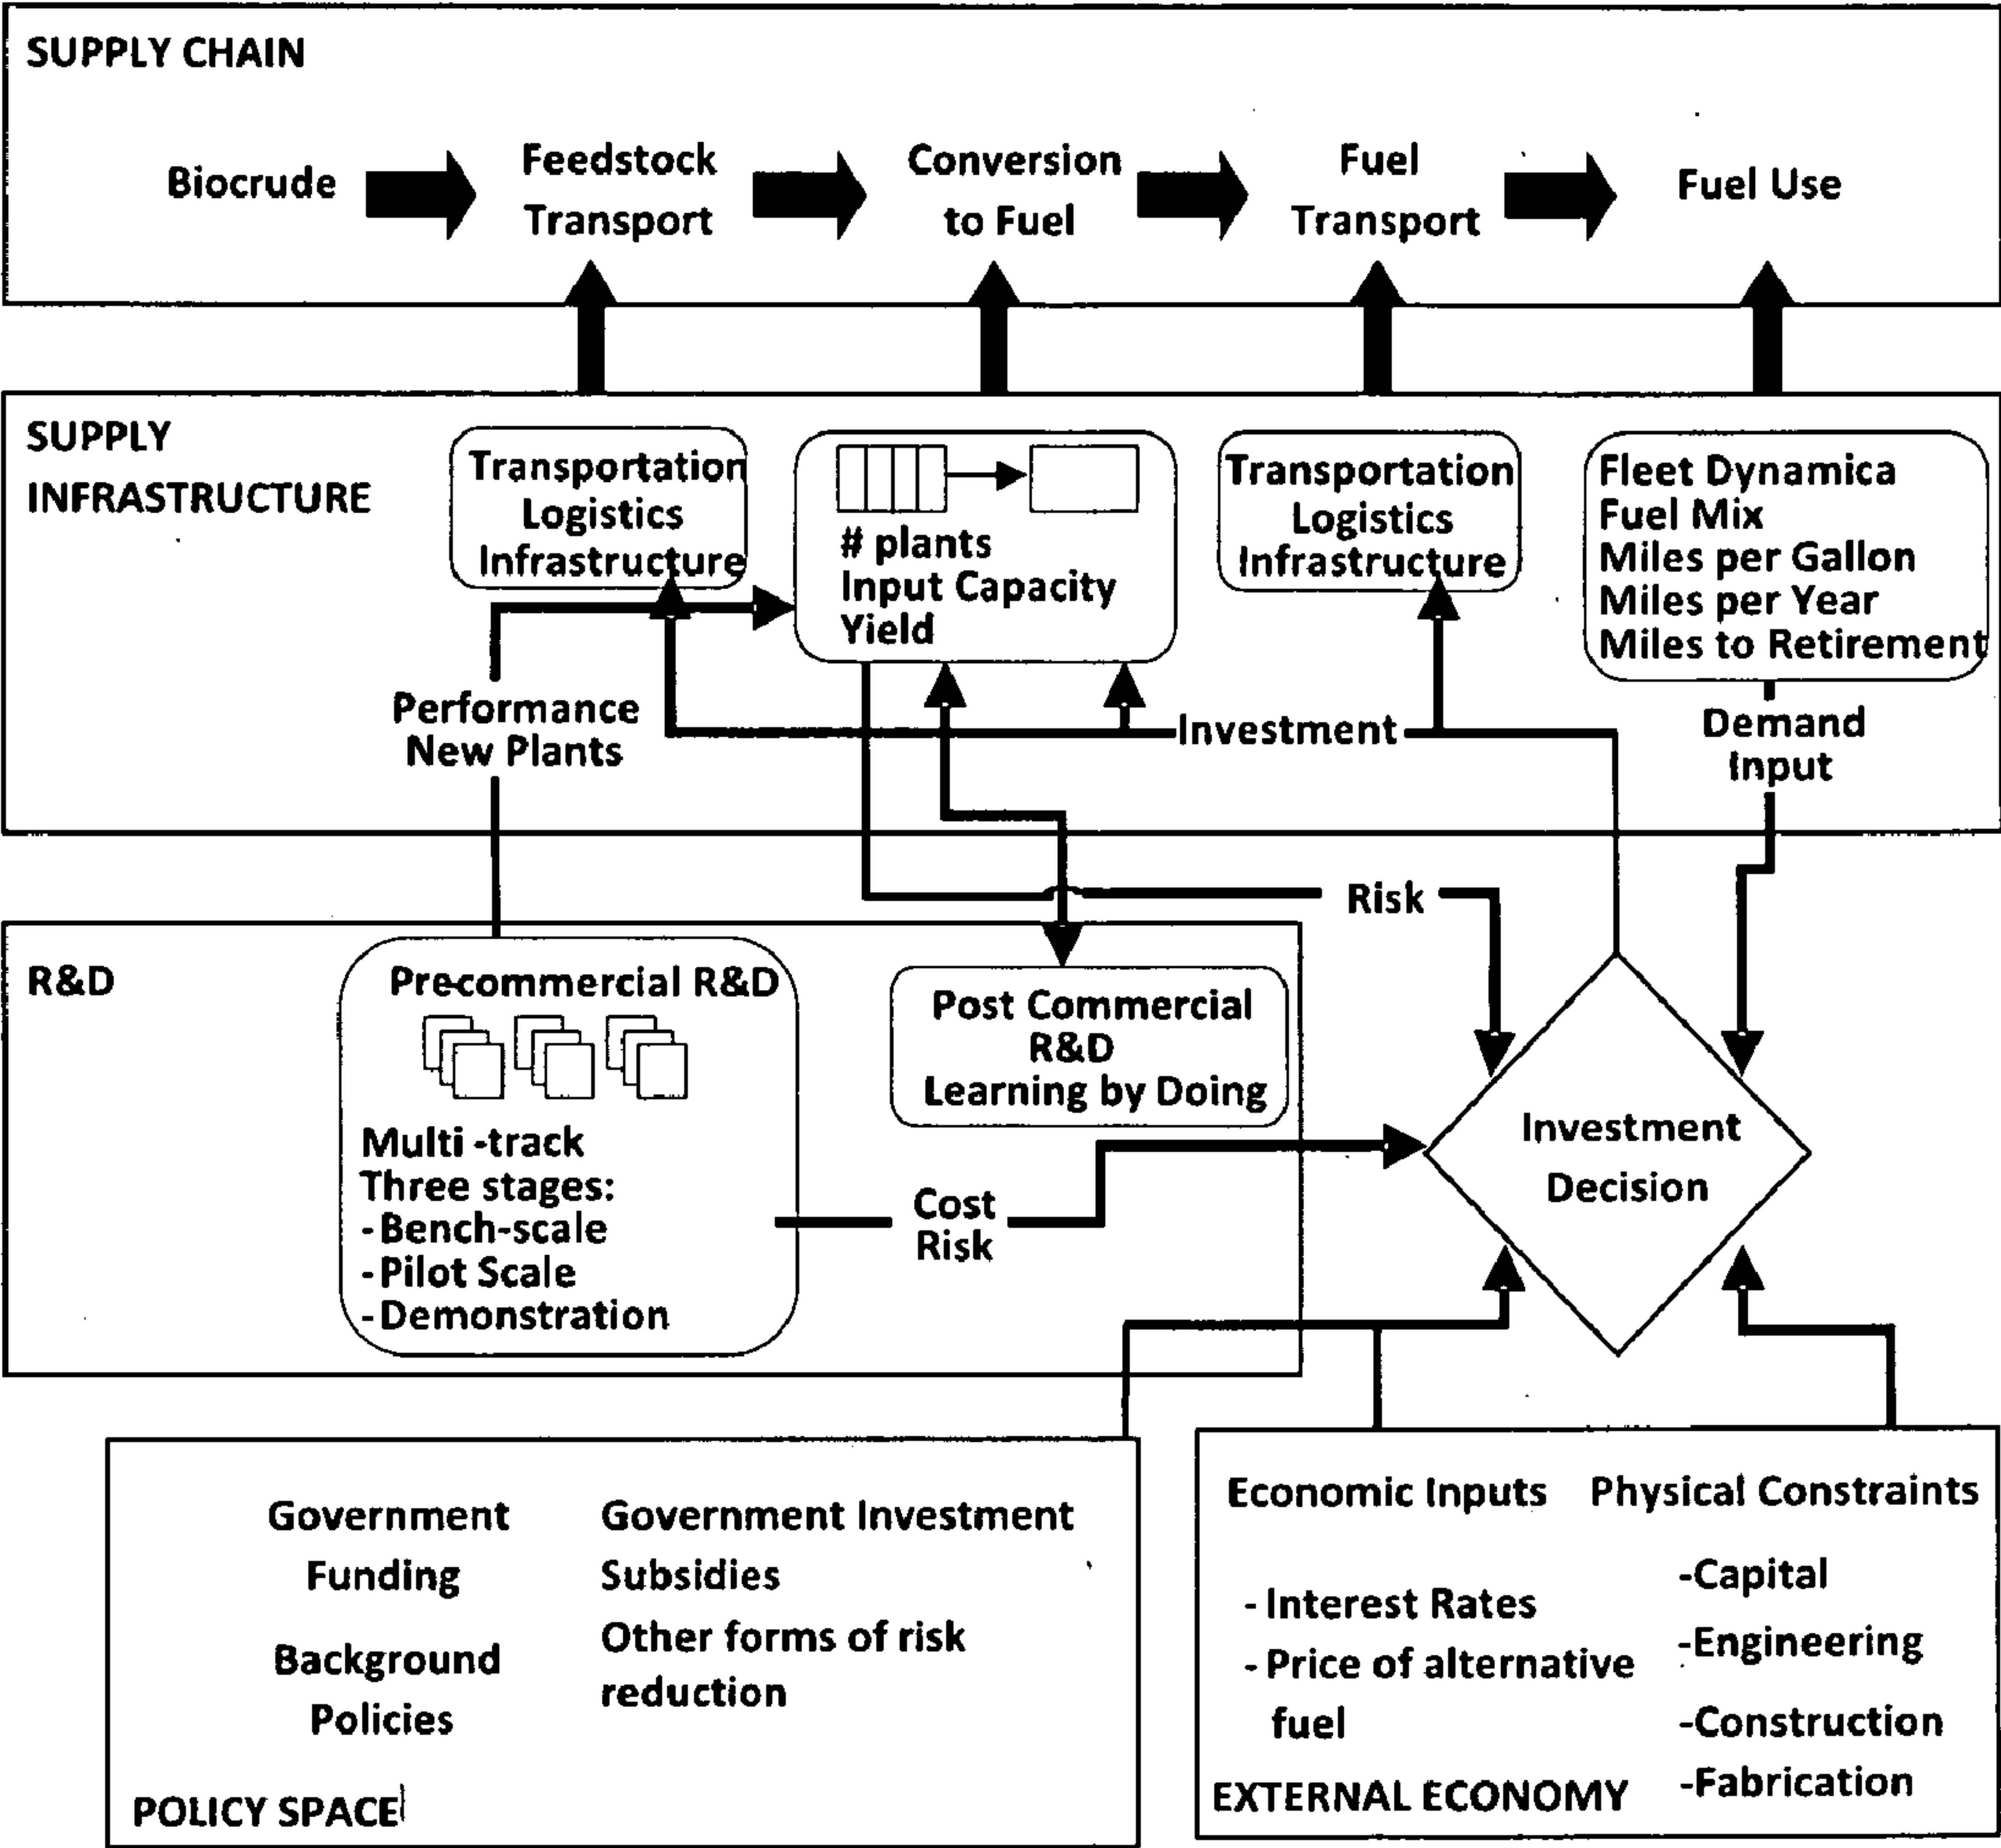 SUPPLY CHAIN
Biocrude
Feedstock
Transport
Conversion
to Fuel
Fuel
Transport
Fuel Use
SUPPLY
INFRASTRUCTURE
Transportation
Logistics
Infrastructure
# plants
Input Capacity
Yield
Transportation
Logistics
Infrastructure
Fleet Dynamica
Fuel Mix
Miles per Gallon
Miles per Year
Miles to Retirement
Performance
New Plants
Investment
Demand
Input
Risk
R&D
Precommercial R&D
Multi -track
Three stages:
-Bench-scale
-Pilot Scale
-Demonstration
Post Commercial
R&D
Learning by Doing
Cost
Risk
Investment
Decision
Government
Funding
Background
Policies
Government Investment
Subsidies
Other forms of risk
reduction
POLICY SPACE
Economic Inputs
- Interest Rates
- Price of alternative
fuel
Physical Constraints
-Capital
-Engineering
-Construction
-Fabrication
EXTERNAL ECONOMY